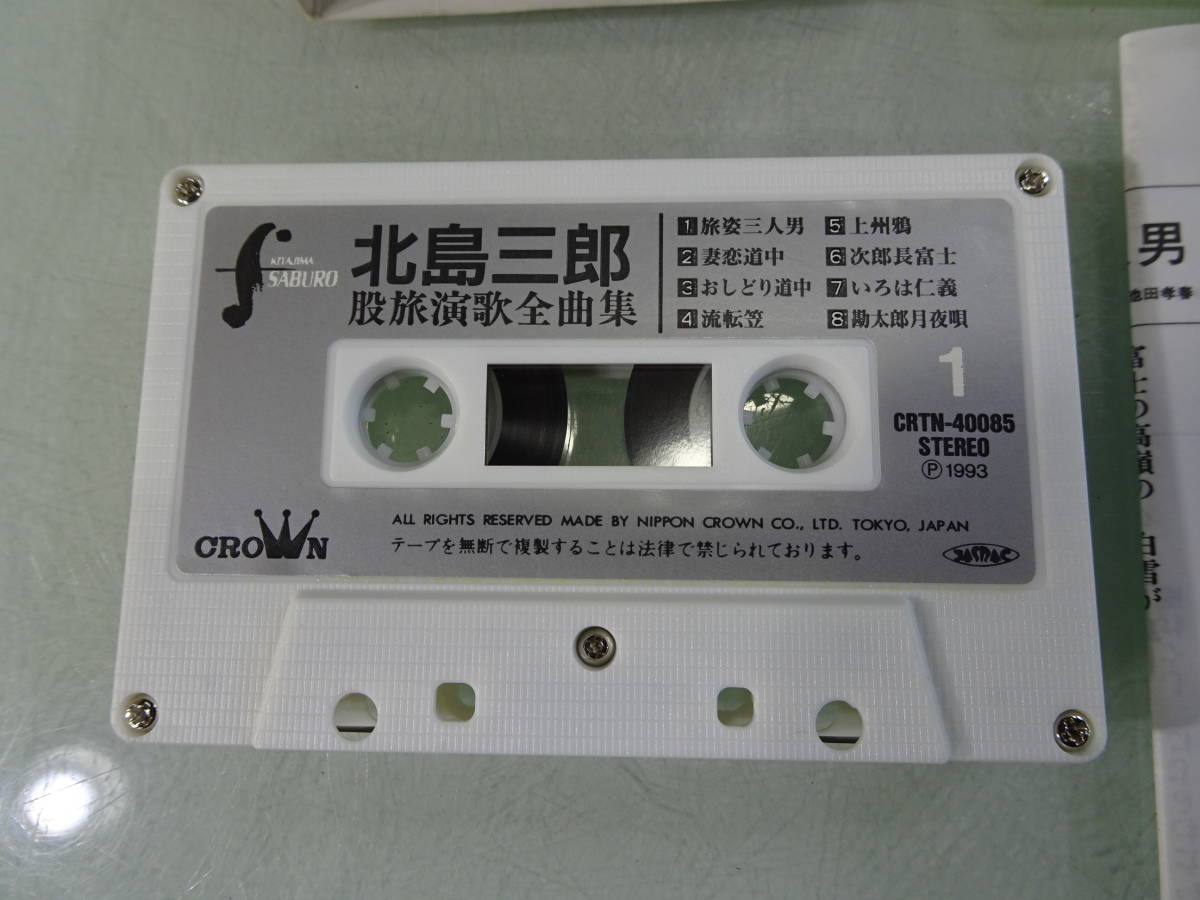 KITAJIMA
SABURO
北島三郎
股旅演歌全曲集
1 旅姿三人男
2 妻恋道中
3 おしどり道中
4 流転笠
5 上州鴉
6 次郎長富士
7 いろは仁義
8 勘太郎月夜唄
1
CRTN-40085
STEREO
Ⓟ 1993
CROWN
ALL RIGHTS RESERVED MADE BY NIPPON CROWN CO., LTD. TOKYO, JAPAN
テープを無断で複製することは法律で禁じられております。
JASRAC
男
池田孝春
富士の高嶺の 白雪が